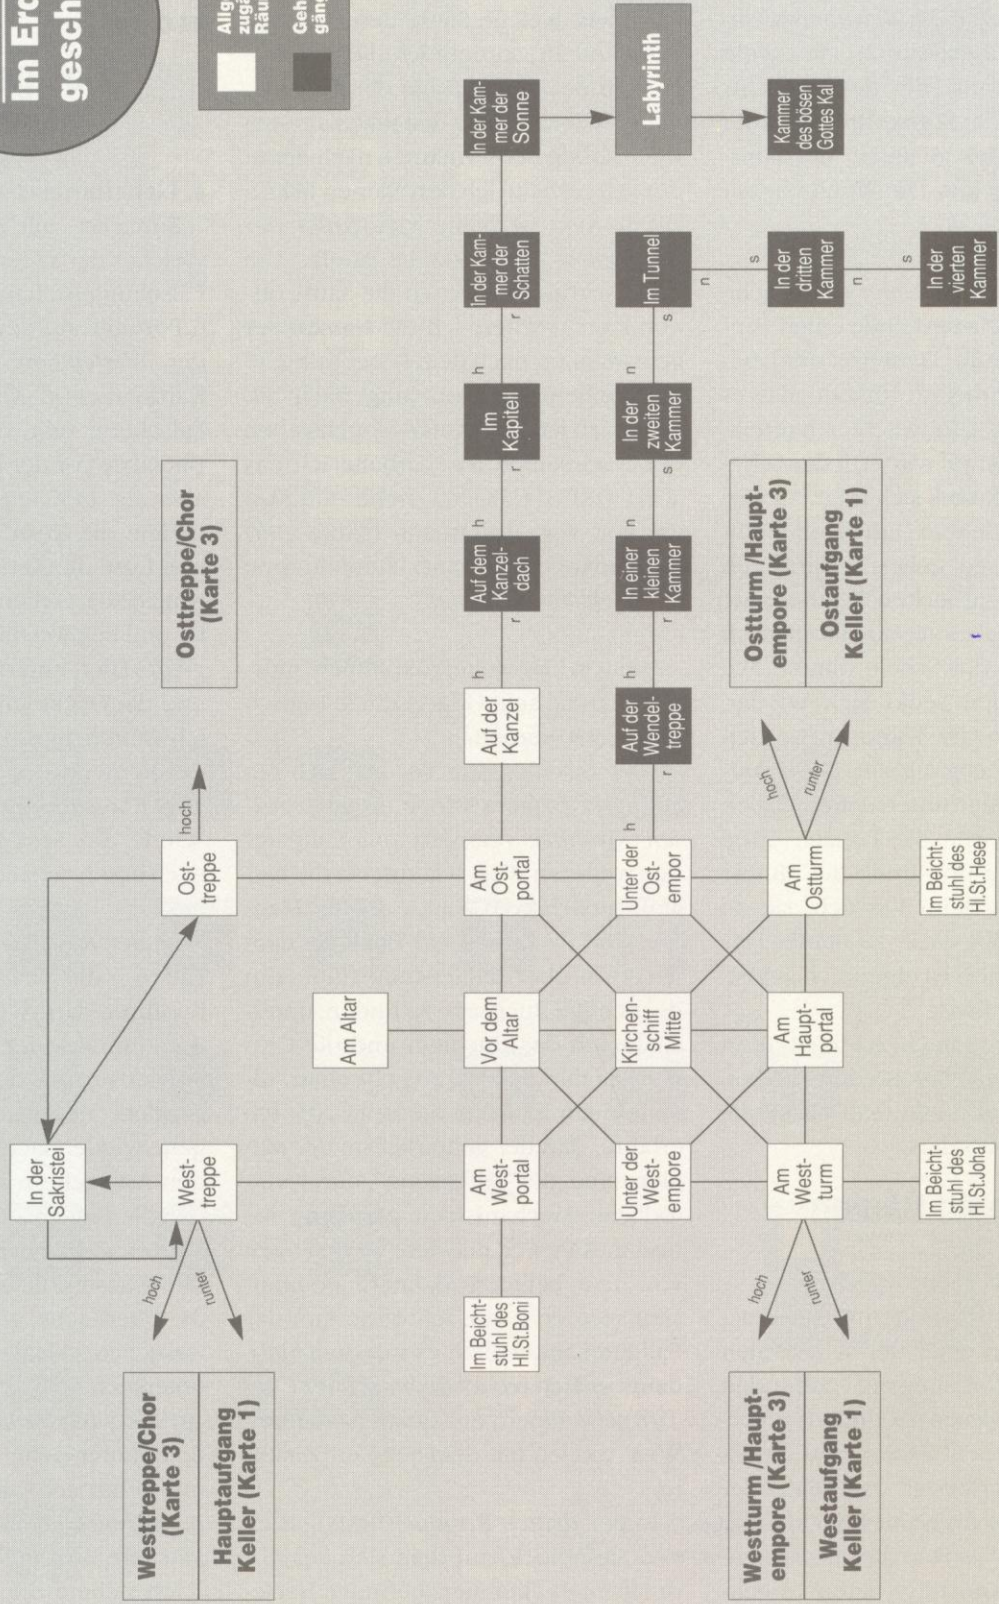 Im Erd
gesch
Allg
zugä
Räu
Geh
gän
In der
Sakristei
West-
treppe
Ost-
treppe
hoch
Osttreppe/Chor
(Karte 3)
hoch
runter
Westtreppe/Chor
(Karte 3)
Hauptaufgang
Keller (Karte 1)
Am Altar
Im Beicht-
stuhl des
Hl.St.Boni
Am
West-
portal
Vor dem
Altar
Am
Ost-
portal
Auf der
Kanzel
h
r
Auf dem
Kanzel-
dach
h
r
Im
Kapitell
h
r
In der Kam-
mer der
Schatten
In der Kam-
mer der
Sonne
Labyrinth
Kammer
des bösen
Gottes Kal
Unter der
West-
empore
Kirchen-
schiff
Mitte
Unter der
Ost-
empor
h
r
Auf der
Wendel-
treppe
h
r
In einer
kleinen
Kammer
n
s
In der
zweiten
Kammer
n
s
Im Tunnel
n
s
In der
dritten
Kammer
n
s
In der
vierten
Kammer
Am
West-
turm
Am
Haupt-
portal
Am
Ostturm
hoch
runter
Westturm /Haupt-
empore (Karte 3)
Westaufgang
Keller (Karte 1)
hoch
runter
Ostturm /Haupt-
empore (Karte 3)
Ostaufgang
Keller (Karte 1)
Im Beicht-
stuhl des
Hl.St.Joha
Im Beicht-
stuhl des
Hl.St.Hese